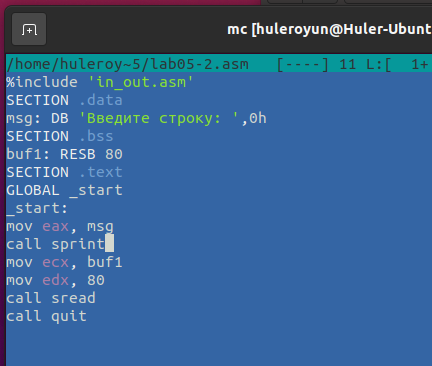 mc [huleroyun@Huler-Ubunt
/home/huleroy~5/lab05-2.asm [----] 11 L:[ 1+
%include 'in_out.asm'
SECTION .data
msg: DB 'Введите строку: ',0h
SECTION .bss
buf1: RESB 80
SECTION .text
GLOBAL _start
_start:
mov eax, msg
call sprint
mov ecx, buf1
mov edx, 80
call sread
call quit